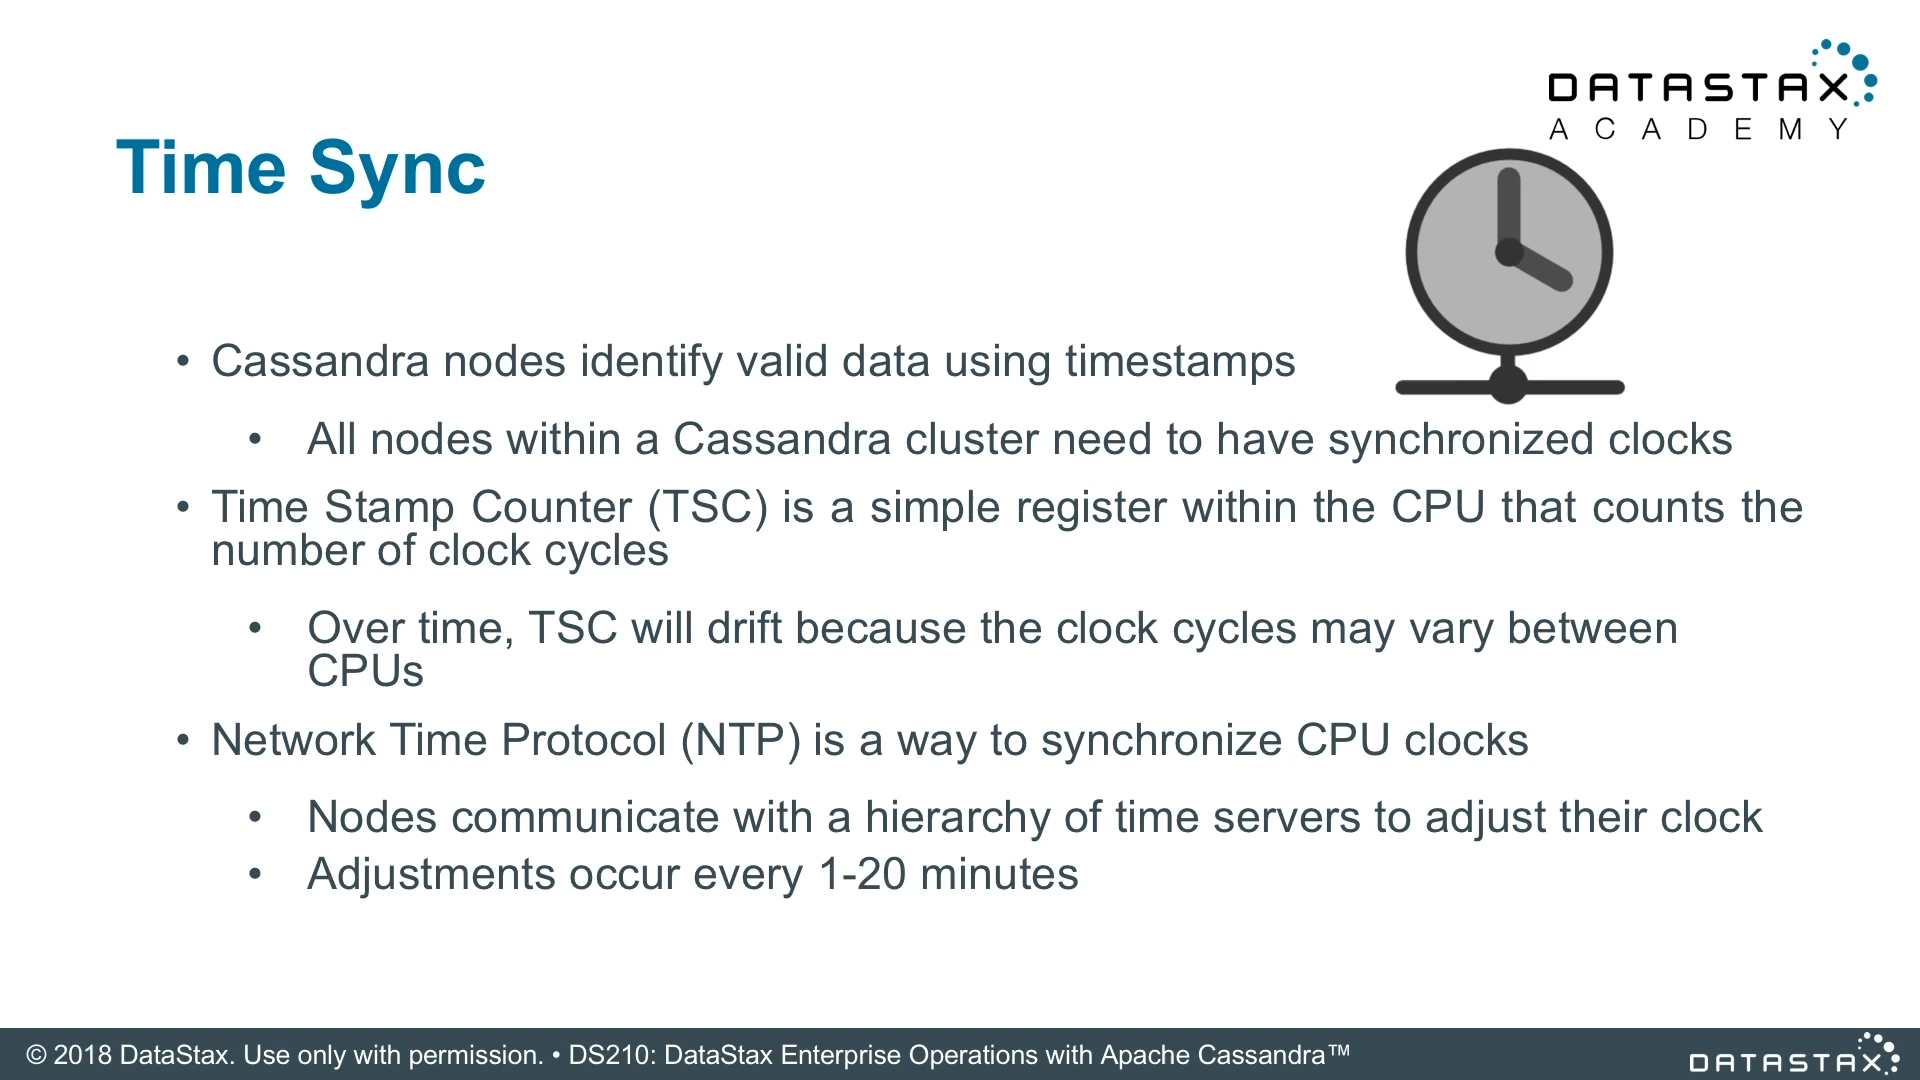 DATASTAX
ACADEMY
Time Sync
• Cassandra nodes identify valid data using timestamps
• All nodes within a Cassandra cluster need to have synchronized clocks
• Time Stamp Counter (TSC) is a simple register within the CPU that counts the
number of clock cycles
• Over time, TSC will drift because the clock cycles may vary between
CPUs
• Network Time Protocol (NTP) is a way to synchronize CPU clocks
• Nodes communicate with a hierarchy of time servers to adjust their clock
• Adjustments occur every 1-20 minutes
© 2018 DataStax. Use only with permission. • DS210: DataStax Enterprise Operations with Apache Cassandra™
DATASTAX